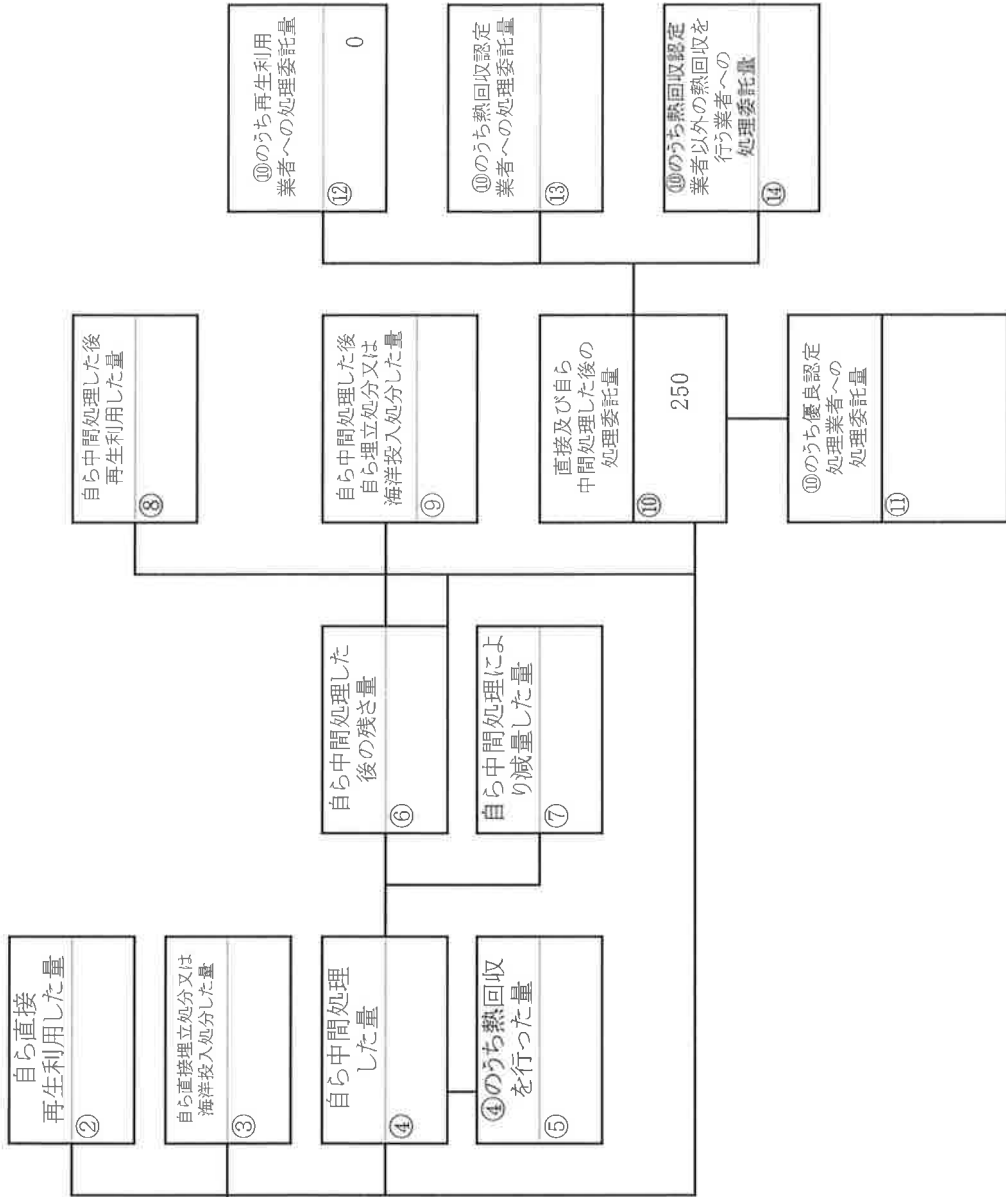 自ら直接
再生利用した量
②
自ら直接埋立処分又は
海洋投入処分した量
③
自ら中間処理
した量
④
④のうち熱回収
を行った量
⑤
自ら中間処理した
後の残さ量
⑥
自ら中間処理によ
り減量した量
⑦
自ら中間処理した後
再生利用した量
⑧
自ら中間処理した後
自ら埋立処分又は
海洋投入処分した量
⑨
直接及び自ら
中間処理した後の
処理委託量
⑩
250
⑩のうち優良認定
処理業者への
処理委託量
⑪
⑩のうち再生利用
業者への処理委託量
⑫
0
⑩のうち熱回収認定
業者への処理委託量
⑬
⑩のうち熱回収認定
業者以外の熱回収を
行う業者への
処理委託量
⑭